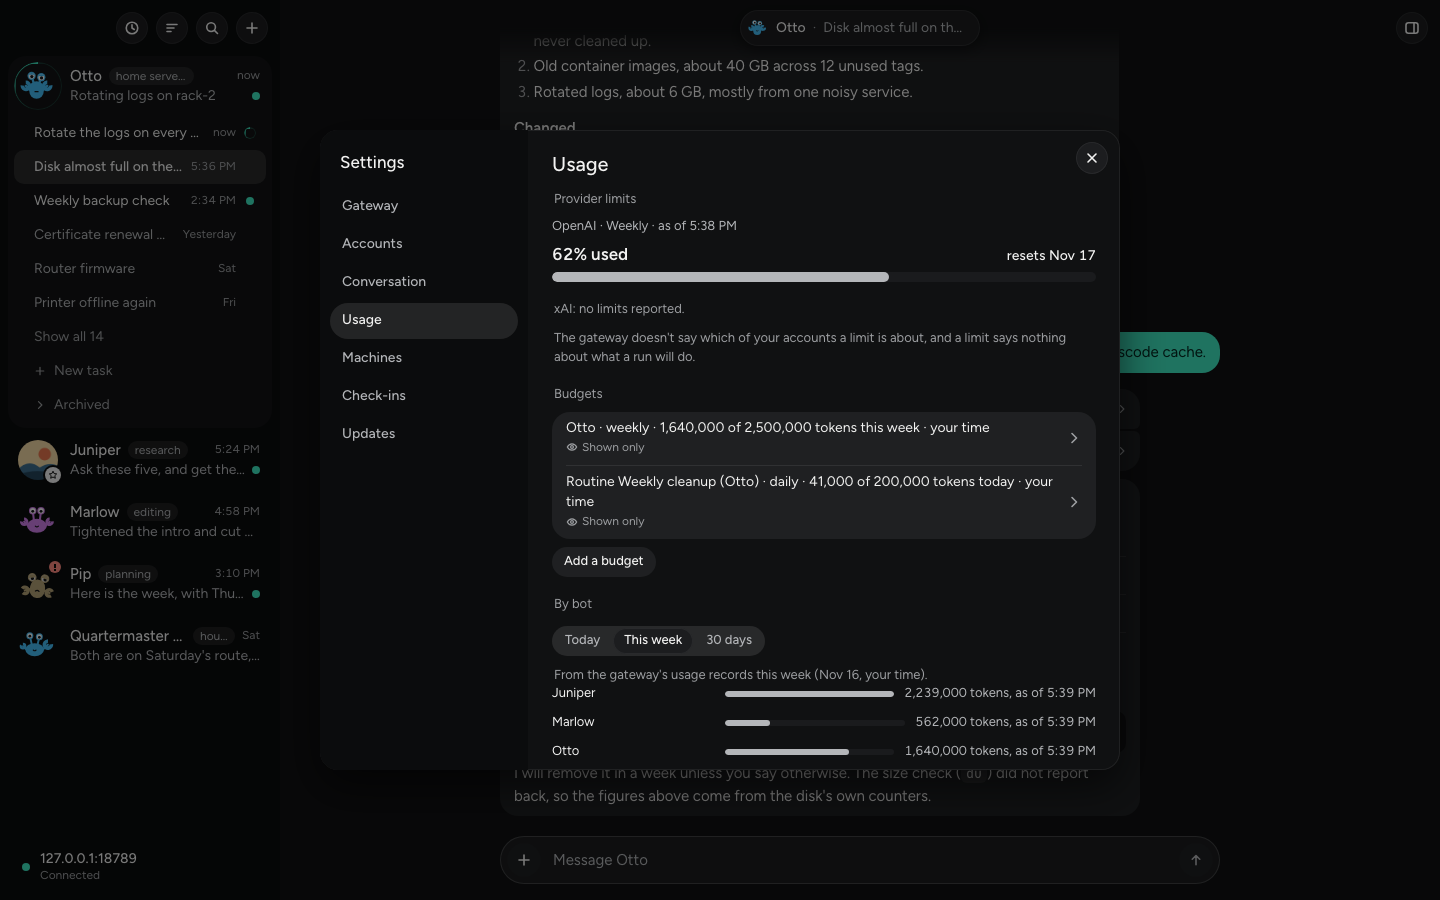 Otto · Disk almost full on th...
Otto home serve... now
Rotating logs on rack-2
Rotate the logs on every ... now
Disk almost full on the... 5:36 PM
Weekly backup check 2:34 PM
Certificate renewal ... Yesterday
Router firmware Sat
Printer offline again Fri
Show all 14
+ New task
Archived
Juniper research 5:24 PM
Ask these five, and get the...
Marlow editing 4:58 PM
Tightened the intro and cut ...
Pip planning 3:10 PM
Here is the week, with Thu...
Quartermaster ... hou... Sat
Both are on Saturday's route,...
127.0.0.1:18789
Connected
never cleaned up.
2. Old container images, about 40 GB across 12 unused tags.
3. Rotated logs, about 6 GB, mostly from one noisy service.
Changed
scode cache.
Settings
Gateway
Accounts
Conversation
Usage
Machines
Check-ins
Updates
Usage
Provider limits
OpenAI · Weekly · as of 5:38 PM
62% used resets Nov 17
xAI: no limits reported.
The gateway doesn't say which of your accounts a limit is about, and a limit says nothing
about what a run will do.
Budgets
Otto · weekly · 1,640,000 of 2,500,000 tokens this week · your time
Shown only
Routine Weekly cleanup (Otto) · daily · 41,000 of 200,000 tokens today · your
time
Shown only
Add a budget
By bot
Today This week 30 days
From the gateway's usage records this week (Nov 16, your time).
Juniper 2,239,000 tokens, as of 5:39 PM
Marlow 562,000 tokens, as of 5:39 PM
Otto 1,640,000 tokens, as of 5:39 PM
I will remove it in a week unless you say otherwise. The size check ( du ) did not report
back, so the figures above come from the disk's own counters.
Message Otto